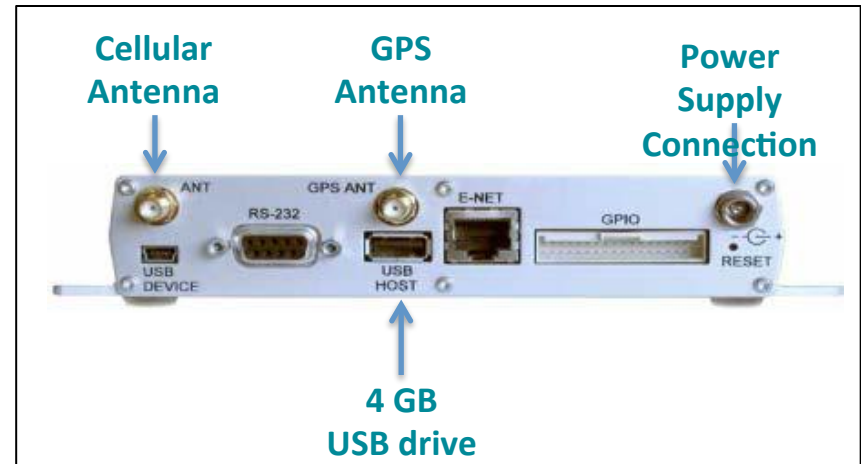 Cellular
Antenna
GPS
Antenna
Power
Supply
Connection
ANT
GPS ANT
E-NET
RS-232
GPIO
- +
RESET
USB
DEVICE
USB
HOST
4 GB
USB drive